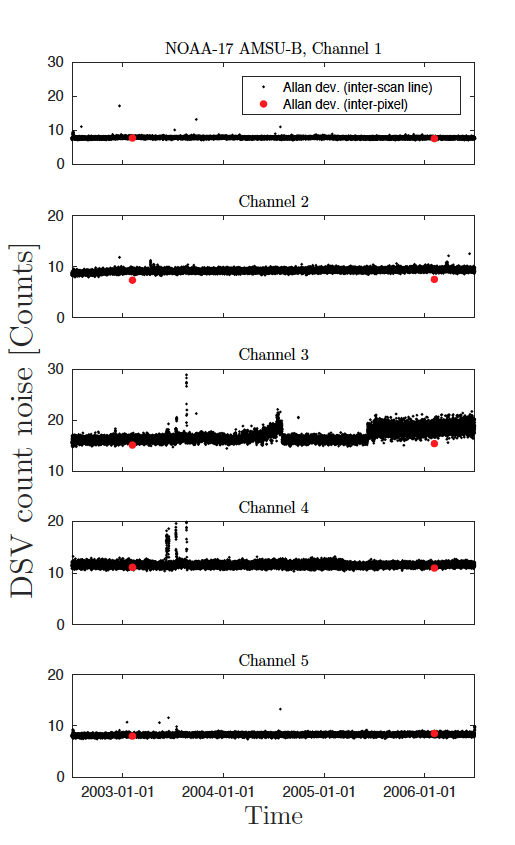 NOAA-17 AMSU-B, Channel 1
30
Allan dev. (inter-scan line)
20
Allan dev. (inter-pixel)
10
0
Channel 2
20
10
0
DSV count noise [Counts]
Channel 3
30
20
10
Channel 4
20
10
0
Channel 5
20
10
0
2003-01-01 2004-01-01 2005-01-01 2006-01-01
Time